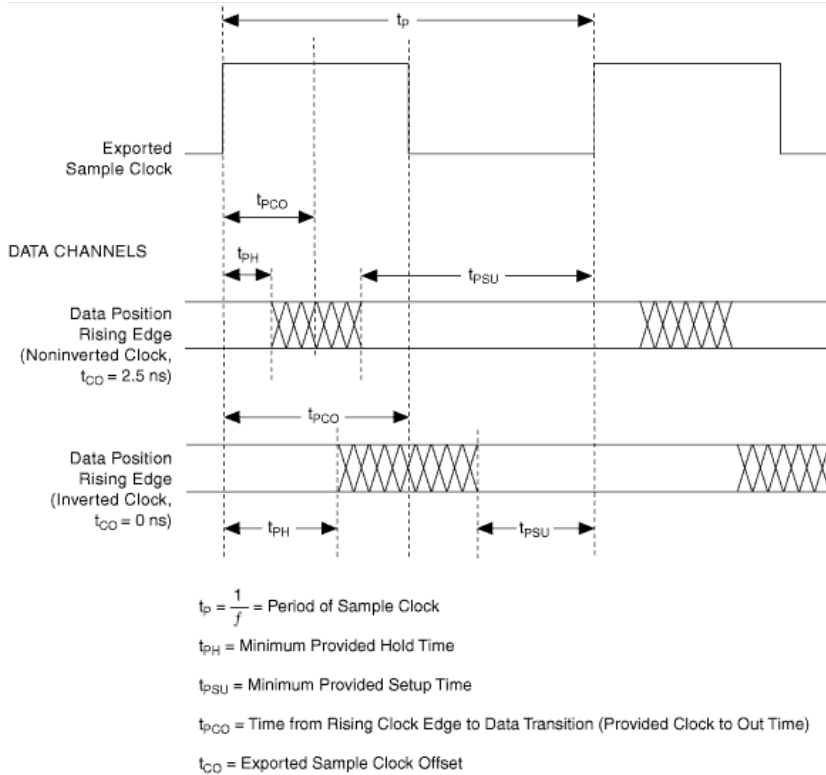 tP
Exported
Sample Clock
tPCO
DATA CHANNELS
tPH
tPSU
Data Position
Rising Edge
(Noninverted Clock,
tCO = 2.5 ns)
tPCO
Data Position
Rising Edge
(Inverted Clock,
tCO = 0 ns)
tPH
tPSU
tP = 1/f = Period of Sample Clock
tPH = Minimum Provided Hold Time
tPSU = Minimum Provided Setup Time
tPCO = Time from Rising Clock Edge to Data Transition (Provided Clock to Out Time)
tCO = Exported Sample Clock Offset